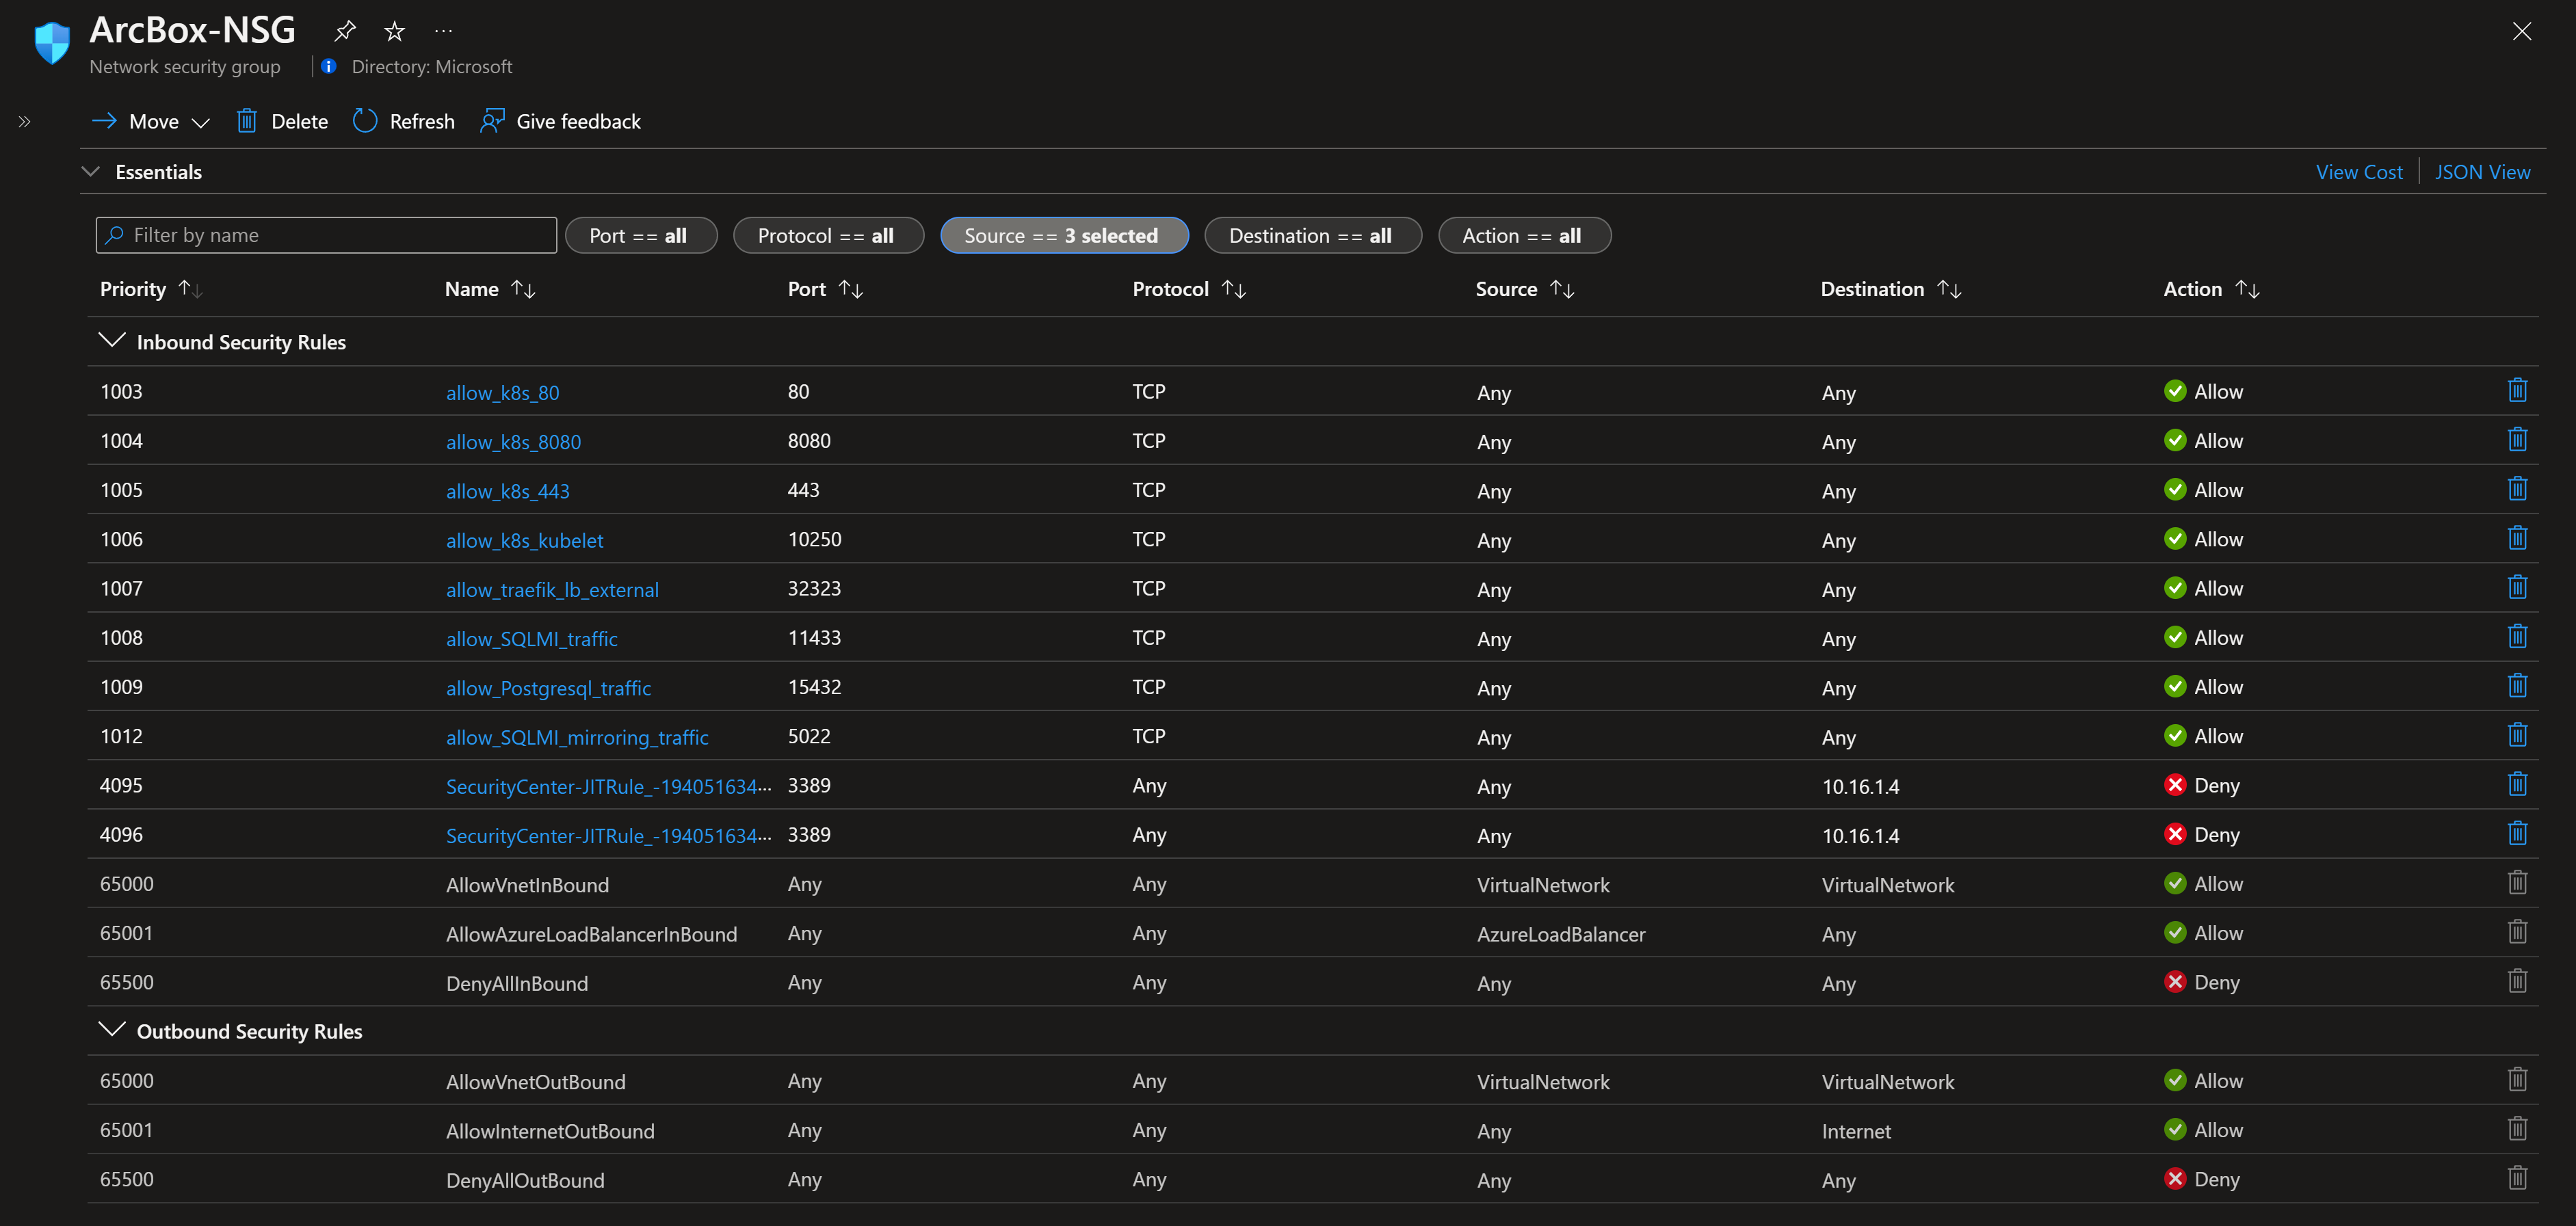 ArcBox-NSG ...
Network security group | Directory: Microsoft
Move Delete Refresh Give feedback
Essentials View Cost JSON View
Filter by name Port == all Protocol == all Source == 3 selected Destination == all Action == all
Priority Name Port Protocol Source Destination Action
Inbound Security Rules
1003 allow_k8s_80 80 TCP Any Any Allow
1004 allow_k8s_8080 8080 TCP Any Any Allow
1005 allow_k8s_443 443 TCP Any Any Allow
1006 allow_k8s_kubelet 10250 TCP Any Any Allow
1007 allow_traefik_lb_external 32323 TCP Any Any Allow
1008 allow_SQLMI_traffic 11433 TCP Any Any Allow
1009 allow_Postgresql_traffic 15432 TCP Any Any Allow
1012 allow_SQLMI_mirroring_traffic 5022 TCP Any Any Allow
4095 SecurityCenter-JITRule_-194051634... 3389 Any Any 10.16.1.4 Deny
4096 SecurityCenter-JITRule_-194051634... 3389 Any Any 10.16.1.4 Deny
65000 AllowVnetInBound Any Any VirtualNetwork VirtualNetwork Allow
65001 AllowAzureLoadBalancerInBound Any Any AzureLoadBalancer Any Allow
65500 DenyAllInBound Any Any Any Any Deny
Outbound Security Rules
65000 AllowVnetOutBound Any Any VirtualNetwork VirtualNetwork Allow
65001 AllowInternetOutBound Any Any Any Internet Allow
65500 DenyAllOutBound Any Any Any Any Deny